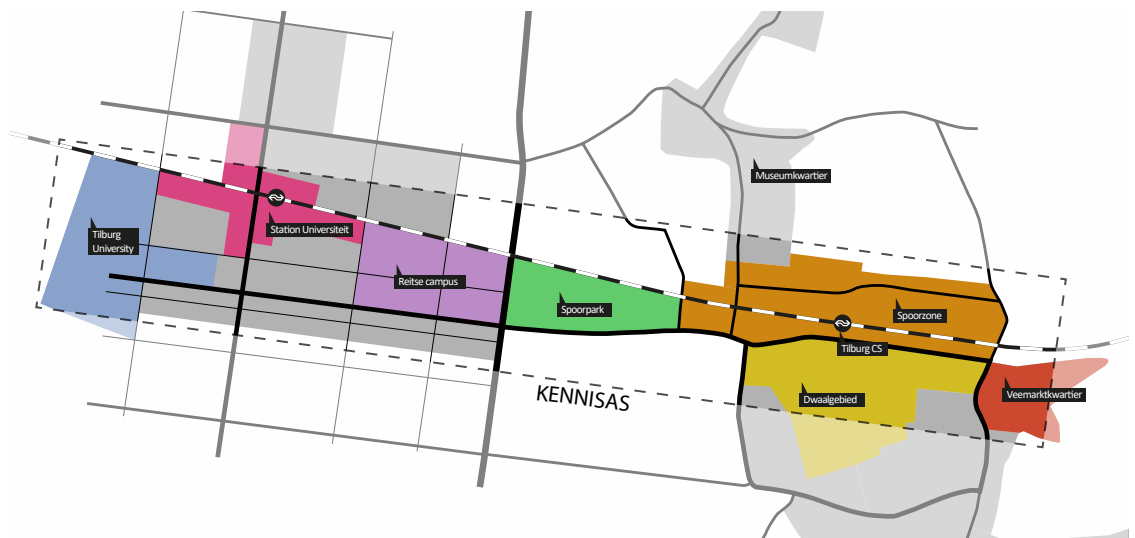 Museumkwartier
Tilburg
University
Station Universiteit
Reitse campus
Spoorpark
Spoorzone
Tilburg CS
KENNISAS
Dwaalgebied
Veemarktkwartier